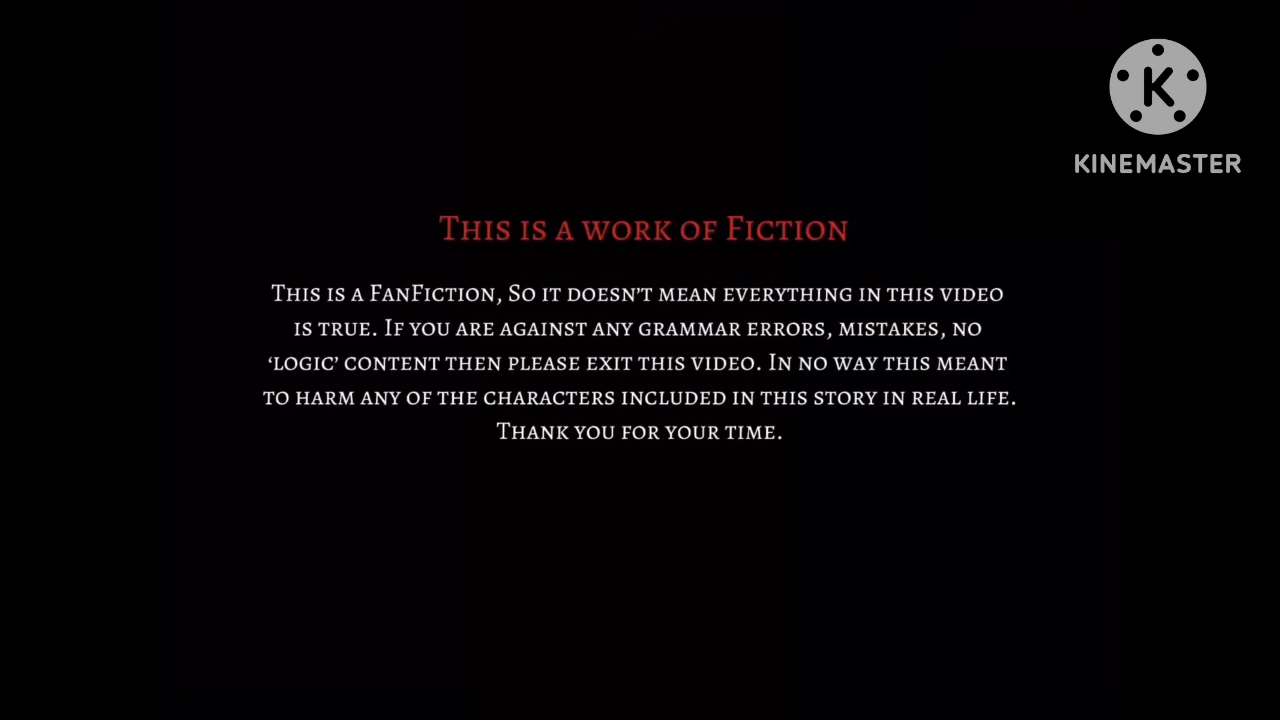 K
KINEMASTER
This is a work of Fiction
This is a FanFiction, So it doesn't mean everything in this video
is true. If you are against any grammar errors, mistakes, no
‘logic’ content then please exit this video. In no way this meant
to harm any of the characters included in this story in real life.
Thank you for your time.